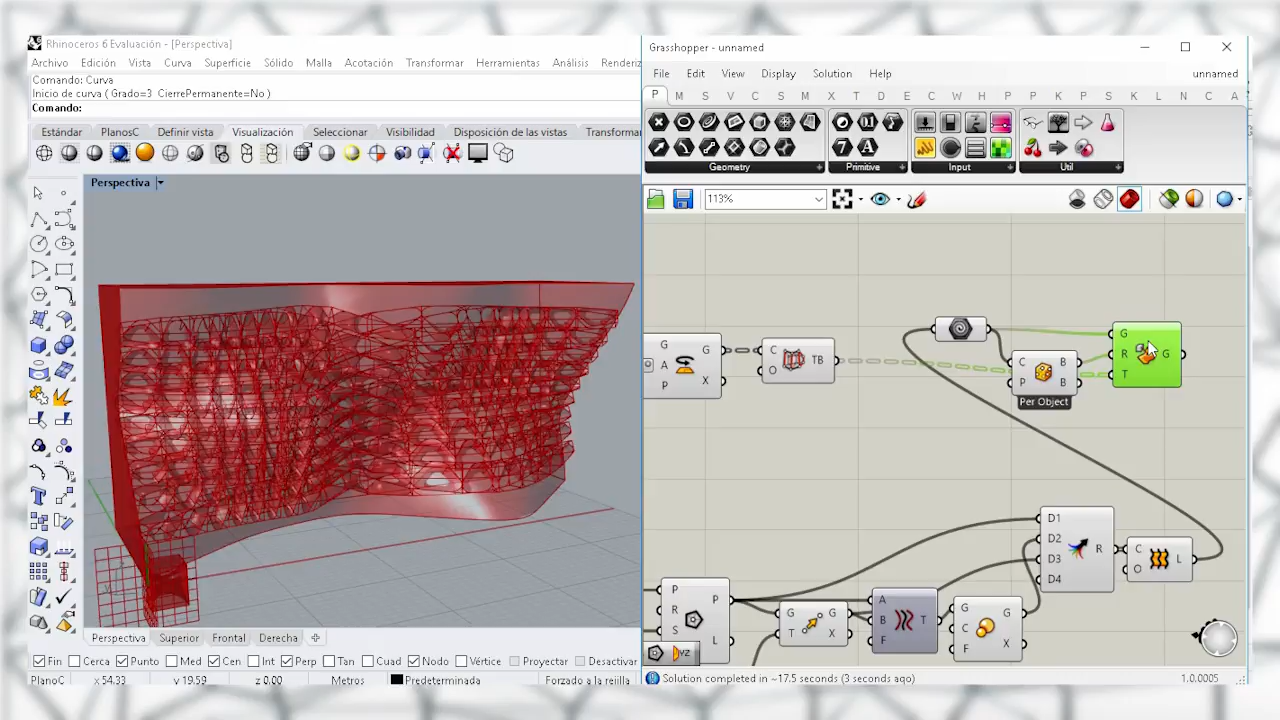 Rhinoceros 6 Evaluación - [Perspectiva]
Archivo Edición Vista Curva Superficie Sólido Malla Acotación Transformar Herramientas Análisis Renderiz
Comando: Curva
Inicio de curva ( Grado=3 CierrePermanente=No )
Comando:
Estándar PlanosC Definir vista Visualización Seleccionar Visibilidad Disposición de las v Transforma
Perspectiva
Perspectiva Superior Frontal Derecha
Fin Cerca Punto Med Cen Int Perp Tan Cuad Nodo Vértice Proyectar Desactivar
PlanoC x 54.33 y 19.59 z 0.00 Metros Predeterminada Forzado a la rejilla
Grasshopper - unnamed
File Edit View Display Solution Help unnamed
P M S V C S M X T D E C W H P P K P S K L N C A
Geometry Primitive Input Util
113%
G A P G X
C O TB
C P B B
Per Object
G R T G
D1 D2 D3 D4 R
C O L
P R S P L
G T G X
A B F T
G C F G X
YZ
Solution completed in ~17.5 seconds (3 seconds ago) 1.0.0005